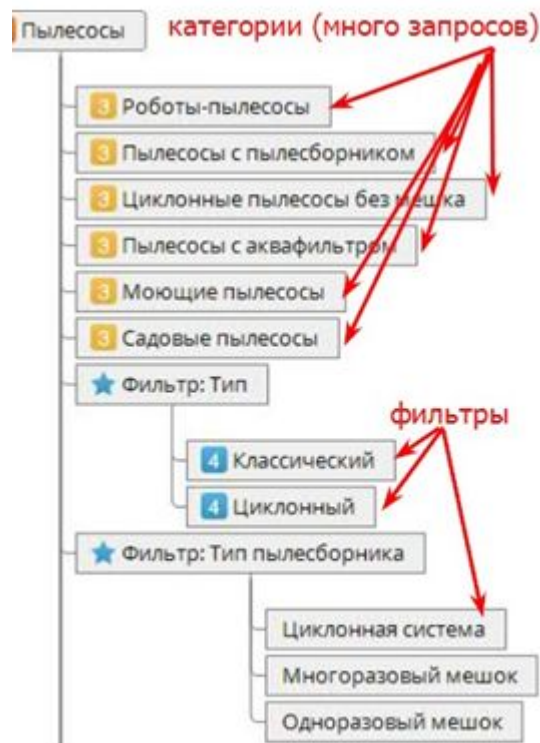 Пылесосы
категории (много запросов)
3 Роботы-пылесосы
3 Пылесосы с пылесборником
3 Циклонные пылесосы без мешка
3 Пылесосы с аквафильтром
3 Моющие пылесосы
3 Садовые пылесосы
Фильтр: Тип
фильтры
4 Классический
4 Циклонный
Фильтр: Тип пылесборника
Циклонная система
Многоразовый мешок
Одноразовый мешок